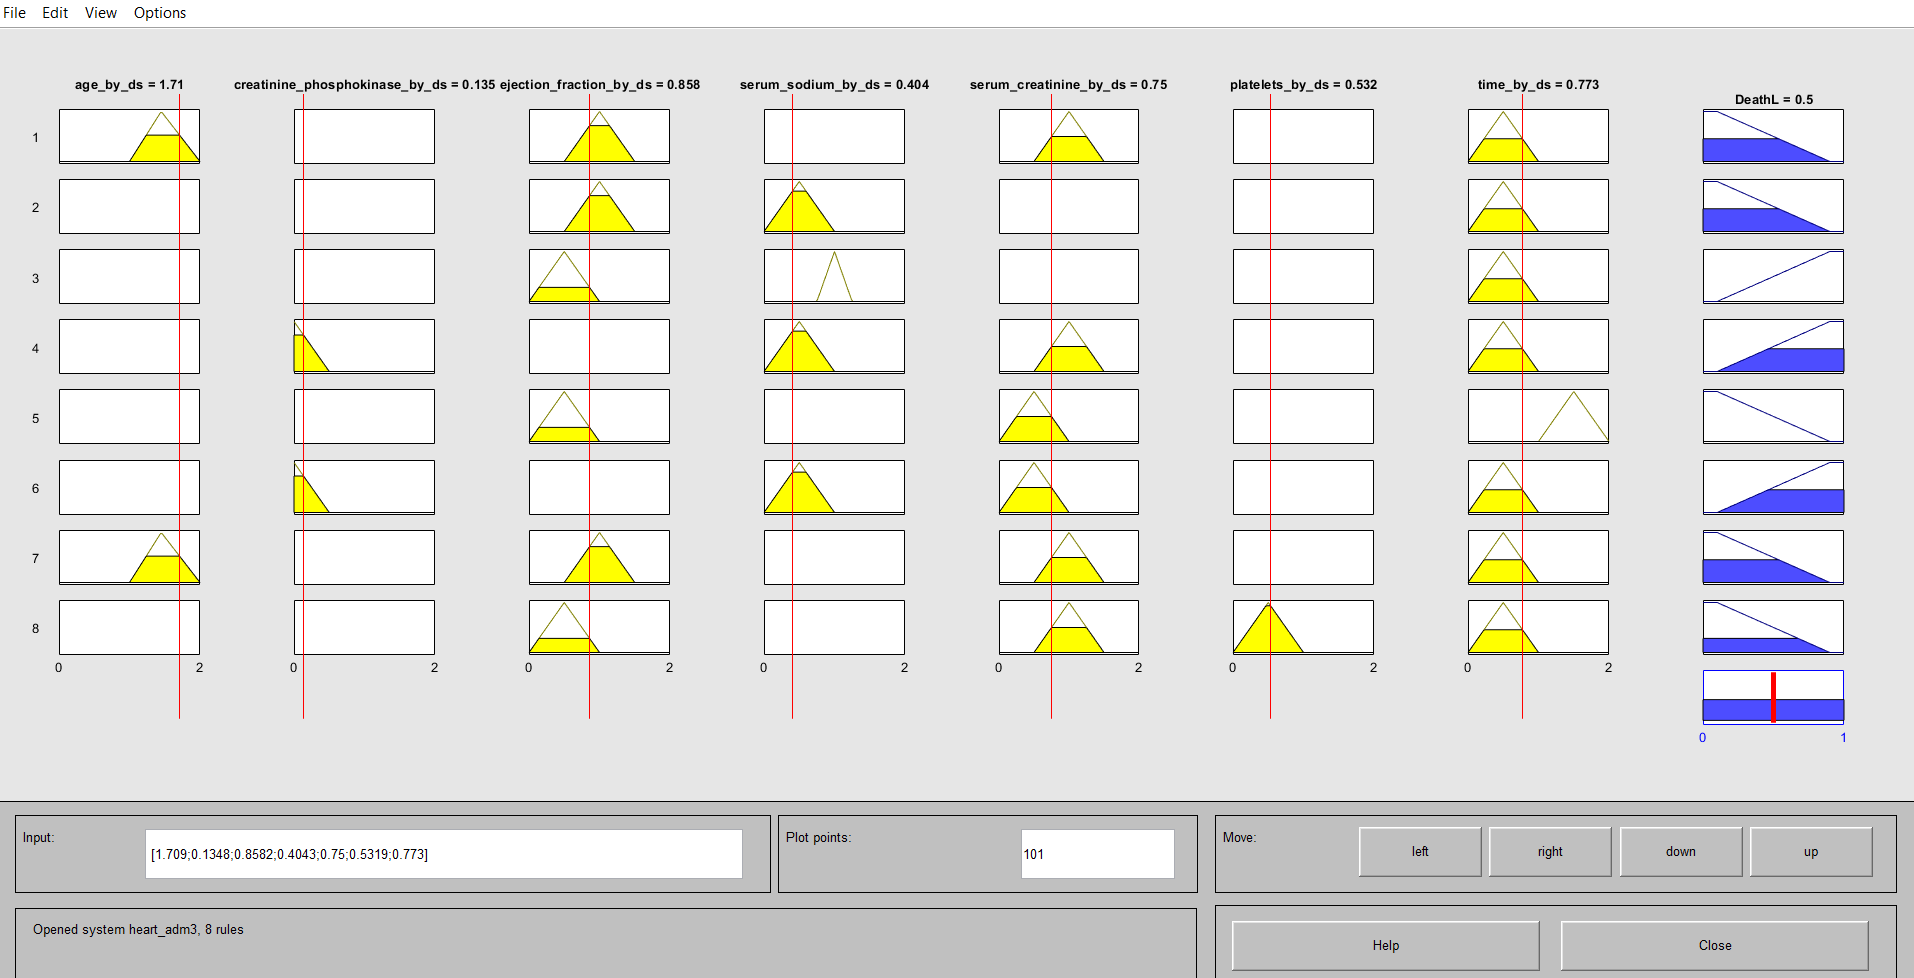 File Edit View Options
age_by_ds = 1.71 creatinine_phosphokinase_by_ds = 0.135 ejection_fraction_by_ds = 0.858 serum_sodium_by_ds = 0.404 serum_creatinine_by_ds = 0.75 platelets_by_ds = 0.532 time_by_ds = 0.773
DeathL = 0.5
1
2
3
4
5
6
7
8
0 2 0 2 0 2 0 2 0 2 0 2 0 2
0 1
Input: [1.709;0.1348;0.8582;0.4043;0.75;0.5319;0.773] Plot points: 101 Move: left right down up
Opened system heart_adm3, 8 rules
Help Close